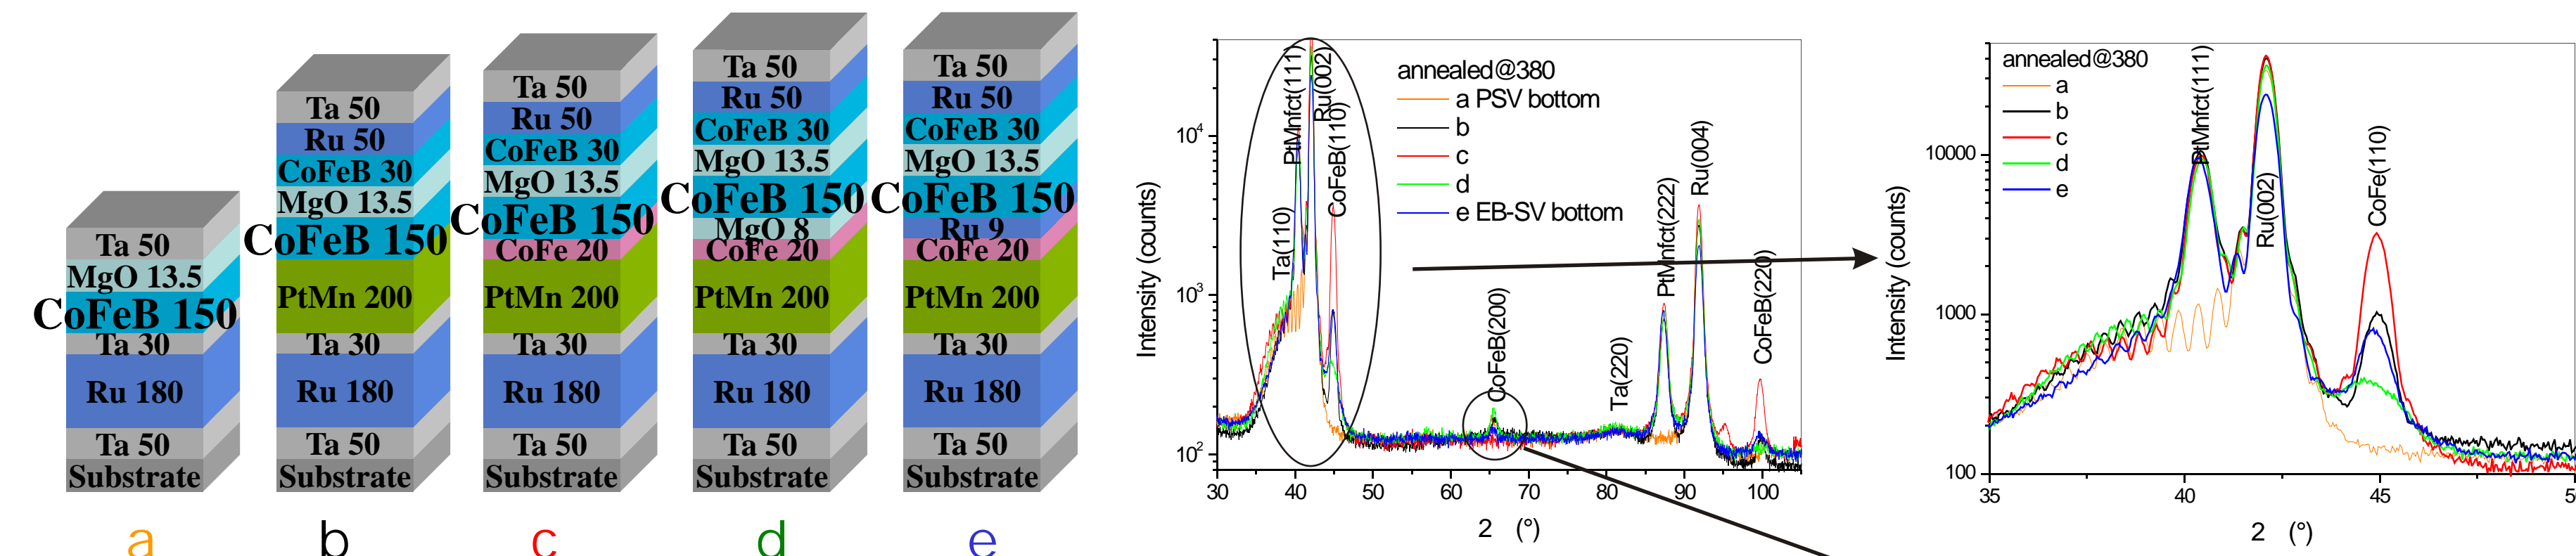 Ta 50
MgO 13.5
CoFeB 150
Ta 30
Ru 180
Ta 50
Substrate
a
Ta 50
Ru 50
CoFeB 30
MgO 13.5
CoFeB 150
PtMn 200
Ta 30
Ru 180
Ta 50
Substrate
b
Ta 50
Ru 50
CoFeB 30
MgO 13.5
CoFeB 150
CoFe 20
PtMn 200
Ta 30
Ru 180
Ta 50
Substrate
c
Ta 50
Ru 50
CoFeB 30
MgO 13.5
CoFeB 150
MgO 8
CoFe 20
PtMn 200
Ta 30
Ru 180
Ta 50
Substrate
d
Ta 50
Ru 50
CoFeB 30
MgO 13.5
CoFeB 150
Ru 9
CoFe 20
PtMn 200
Ta 30
Ru 180
Ta 50
Substrate
e
Intensity (counts)
10⁴
10³
10²
30 40 50 60 70 80 90 100
2 (°)
Ta(110)
PtMnfct(111)
Ru(002)
CoFeB(110)
annealed@380
a PSV bottom
b
c
d
e EB-SV bottom
CoFeB(200)
Ta(220)
PtMnfct(222)
Ru(004)
CoFeB(220)
Intensity (counts)
10000
1000
100
35 40 45 5
2 (°)
annealed@380
a
b
c
d
e
PtMnfct(111)
Ru(002)
CoFe(110)